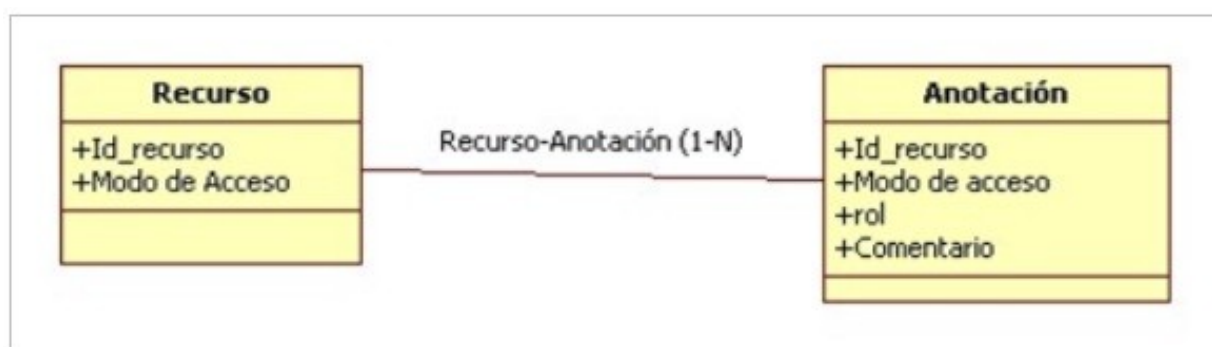 Recurso
+Id_recurso
+Modo de Acceso
Recurso-Anotación (1-N)
Anotación
+Id_recurso
+Modo de acceso
+rol
+Comentario